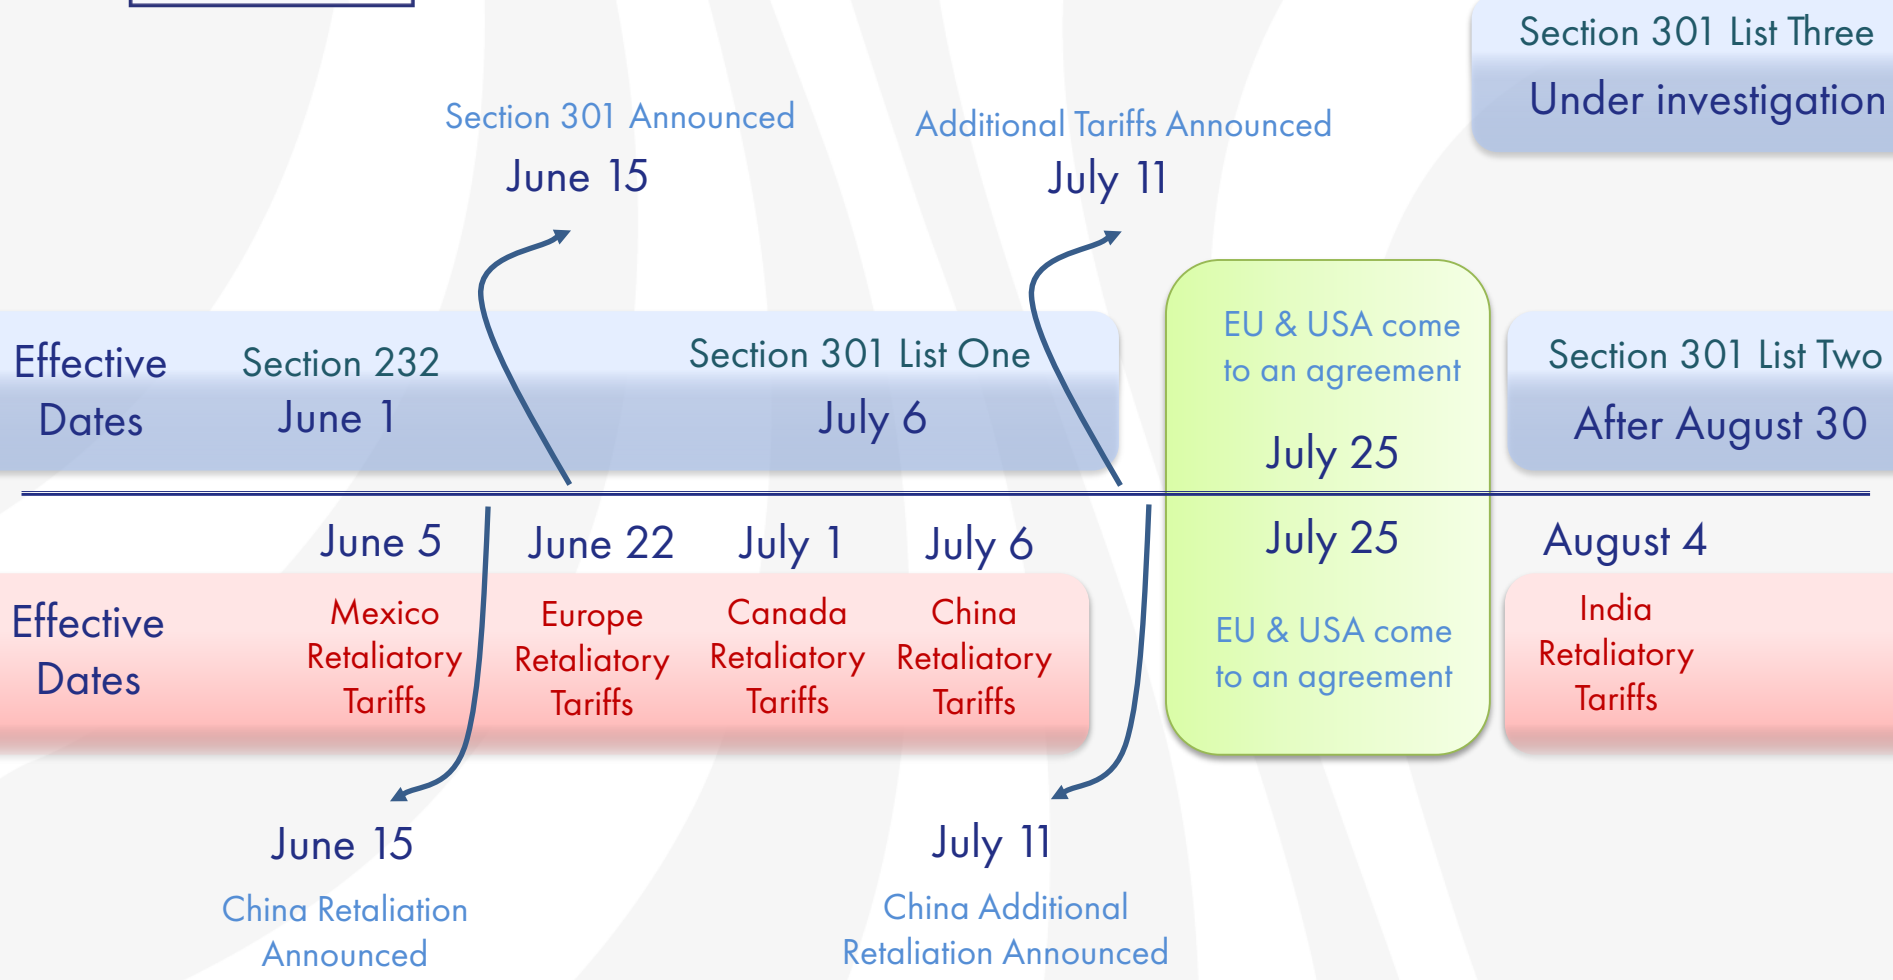 Section 301 List Three
Under investigation
Section 301 Announced
June 15
Additional Tariffs Announced
July 11
Effective
Dates
Section 232
June 1
Section 301 List One
July 6
EU & USA come
to an agreement
July 25
Section 301 List Two
After August 30
June 5
June 22
July 1
July 6
July 25
August 4
Effective
Dates
Mexico
Retaliatory
Tariffs
Europe
Retaliatory
Tariffs
Canada
Retaliatory
Tariffs
China
Retaliatory
Tariffs
EU & USA come
to an agreement
India
Retaliatory
Tariffs
June 15
China Retaliation
Announced
July 11
China Additional
Retaliation Announced